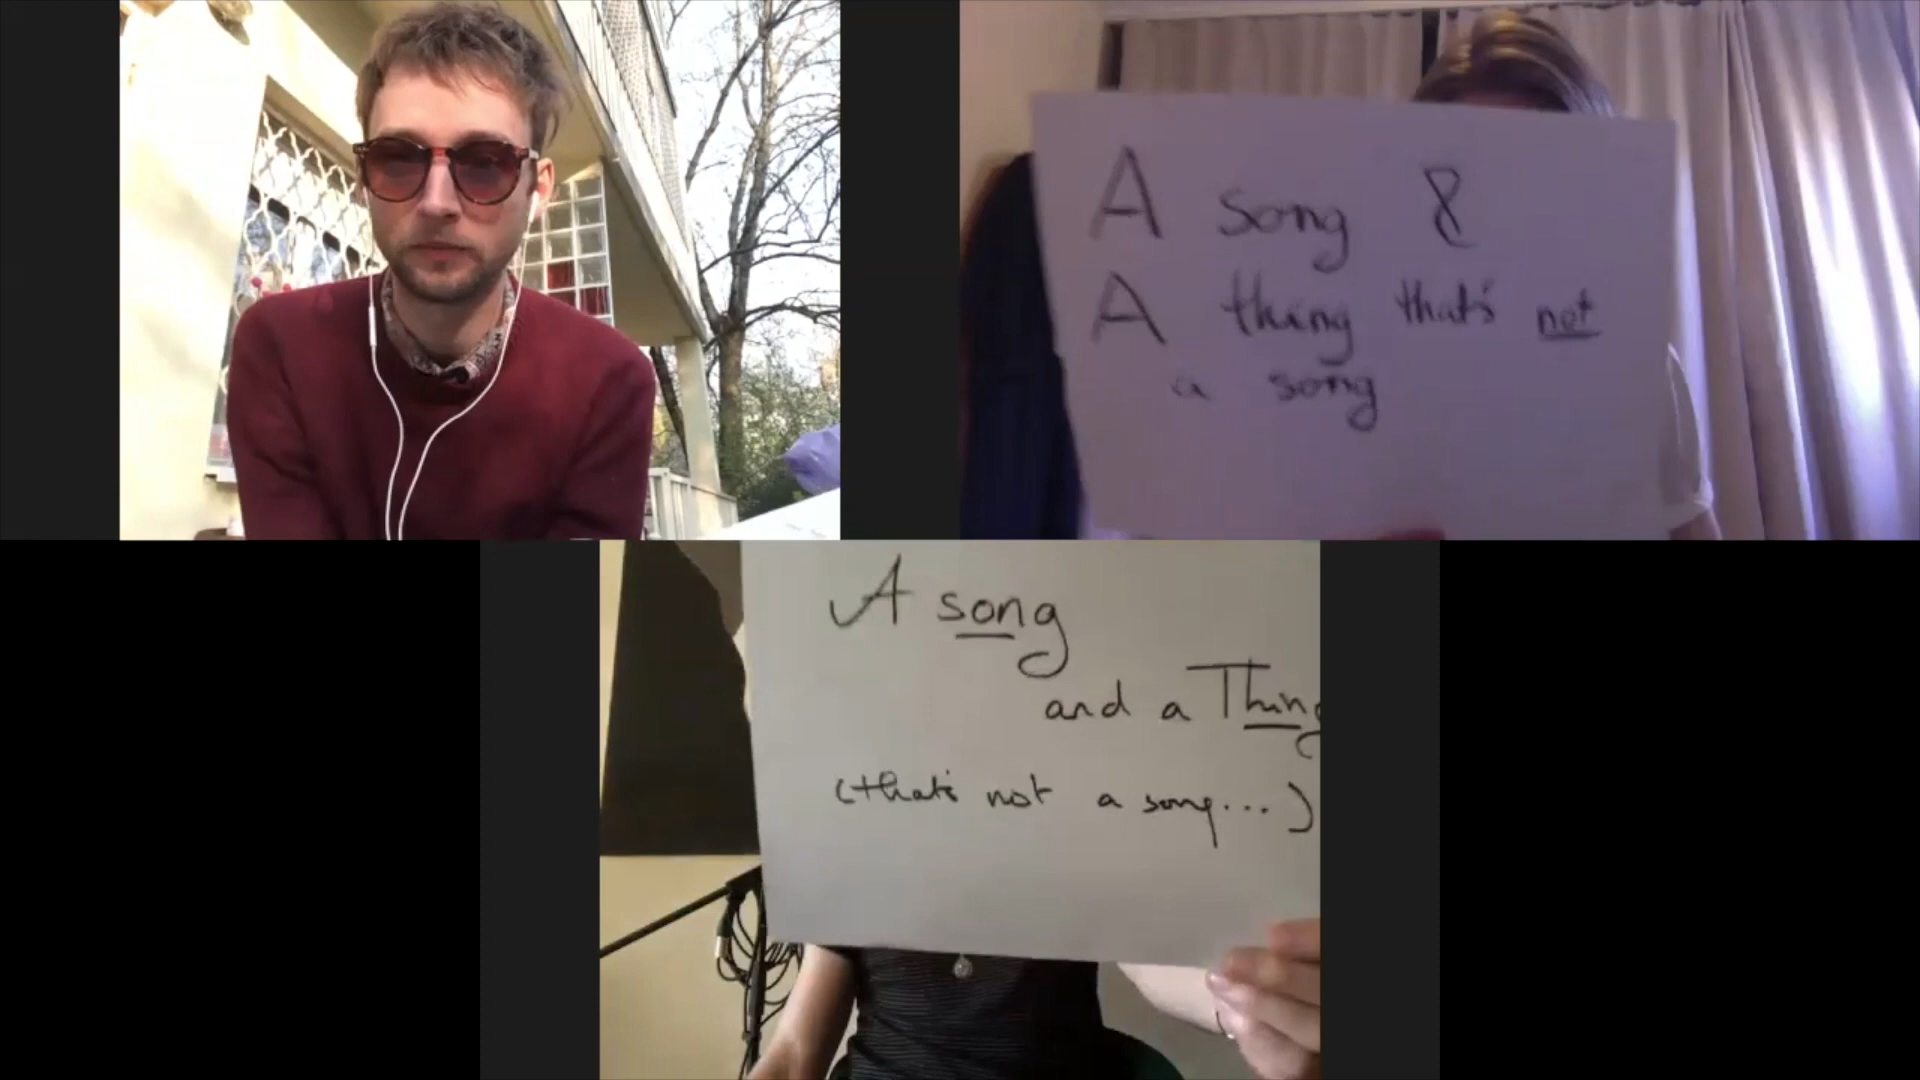 A song &
A thing that's not
a song
A song
and a Thing
(that's not a song...)